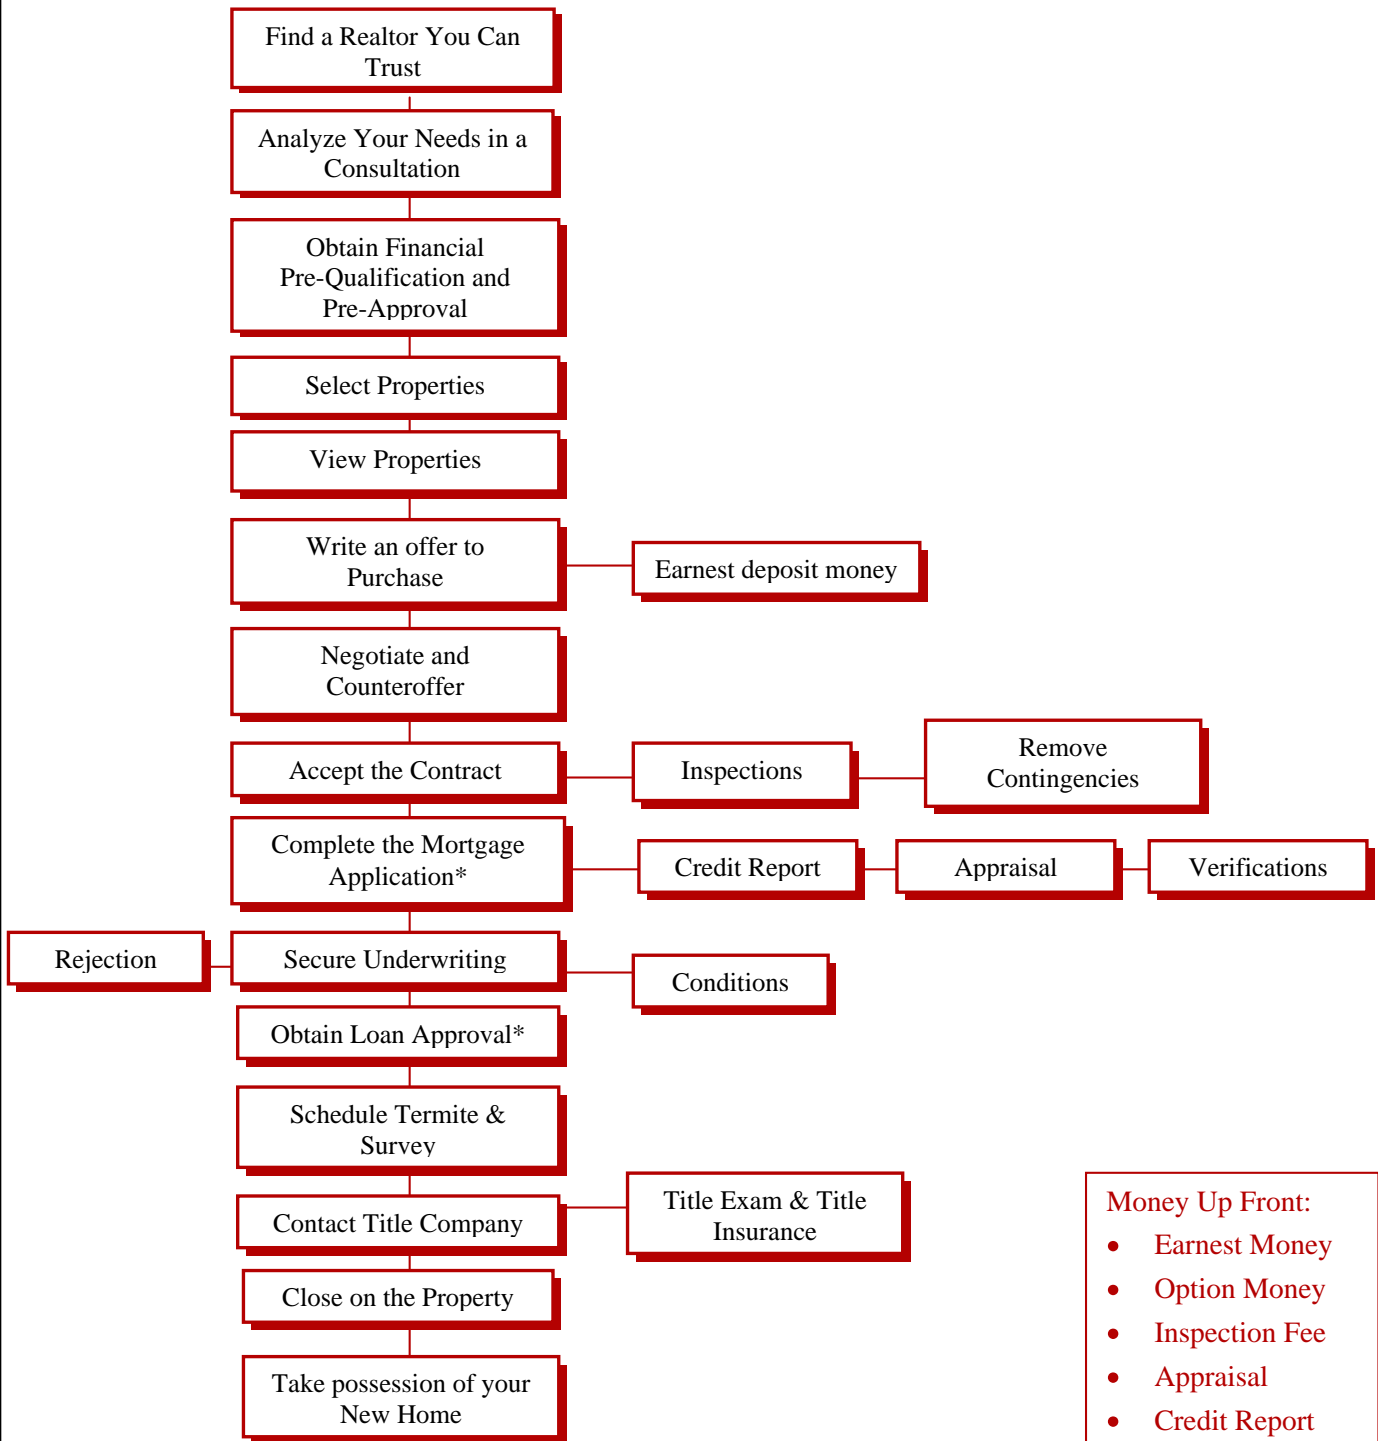 Find a Realtor You Can
Trust
Analyze Your Needs in a
Consultation
Obtain Financial
Pre-Qualification and
Pre-Approval
Select Properties
View Properties
Write an offer to
Purchase
Earnest deposit money
Negotiate and
Counteroffer
Accept the Contract
Inspections
Remove
Contingencies
Complete the Mortgage
Application*
Credit Report
Appraisal
Verifications
Rejection
Secure Underwriting
Conditions
Obtain Loan Approval*
Schedule Termite &
Survey
Contact Title Company
Title Exam & Title
Insurance
Close on the Property
Take possession of your
New Home
Money Up Front:
• Earnest Money
• Option Money
• Inspection Fee
• Appraisal
• Credit Report